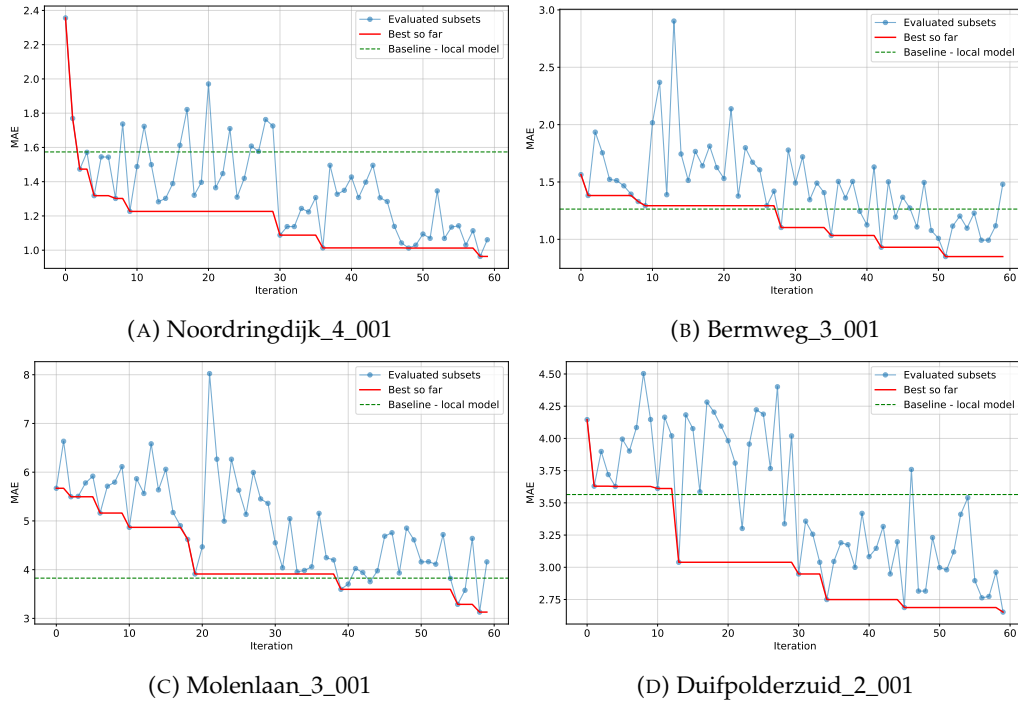 2.4
2.2
2.0
1.8
1.6
1.4
1.2
1.0
MAE
0 10 20 30 40 50 60
Iteration
Evaluated subsets
Best so far
Baseline - local model
(A) Noordringdijk_4_001
3.0
2.5
2.0
1.5
1.0
MAE
0 10 20 30 40 50 60
Iteration
Evaluated subsets
Best so far
Baseline - local model
(B) Bermweg_3_001
8
7
6
5
4
3
MAE
0 10 20 30 40 50 60
Iteration
Evaluated subsets
Best so far
Baseline - local model
(C) Molenlaan_3_001
4.50
4.25
4.00
3.75
3.50
3.25
3.00
2.75
MAE
0 10 20 30 40 50 60
Iteration
Evaluated subsets
Best so far
Baseline - local model
(D) Duifpolderzuid_2_001